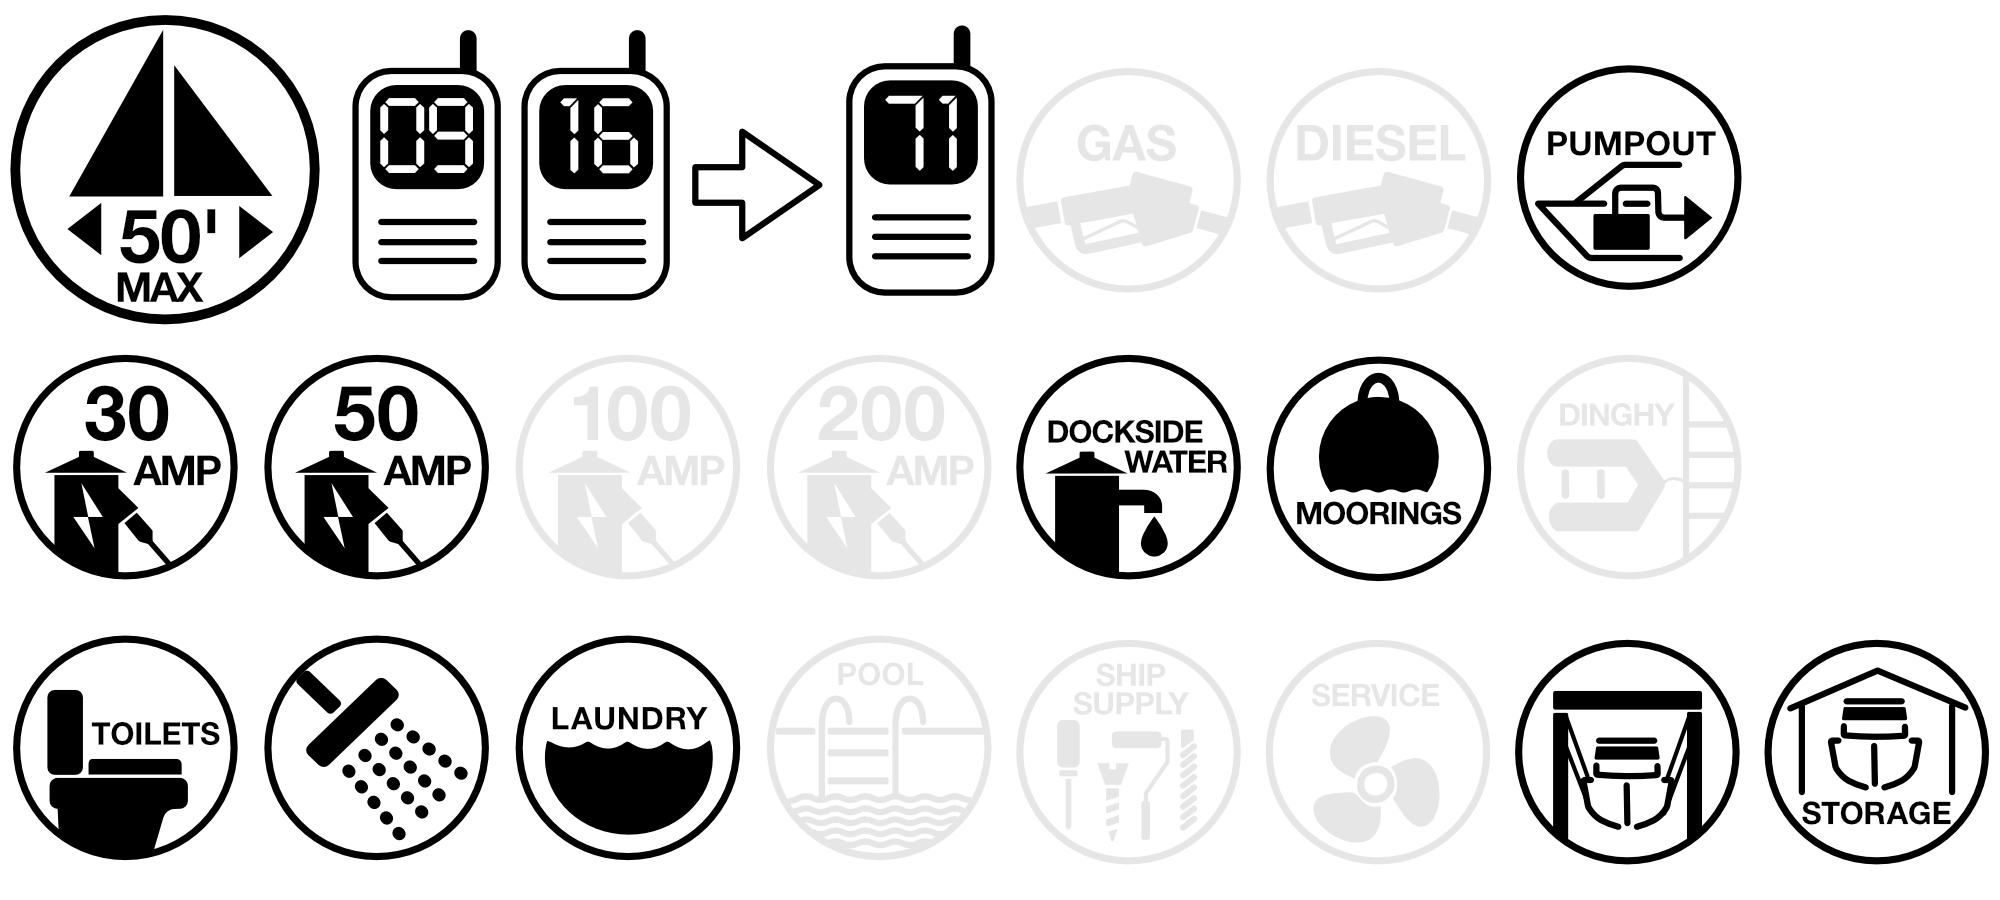 50'
MAX
09
16
71
GAS
DIESEL
PUMPOUT
30
AMP
50
AMP
100
AMP
200
AMP
DOCKSIDE
WATER
MOORINGS
DINGHY
TOILETS
LAUNDRY
POOL
SHIP
SUPPLY
SERVICE
STORAGE